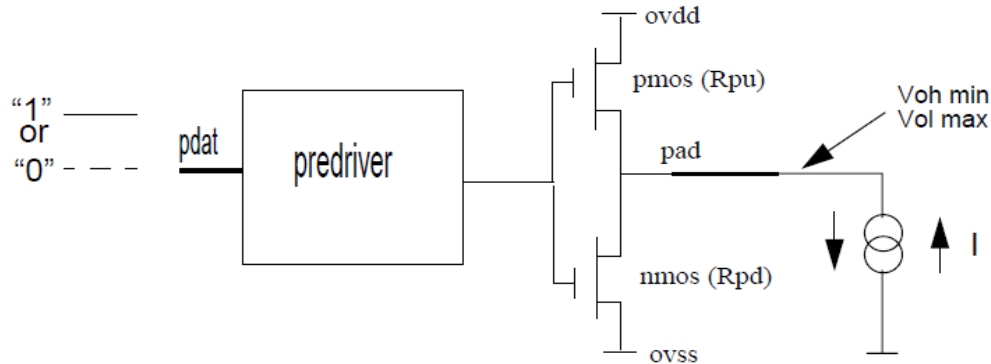 ovdd
pmos (Rpu)
“1”
or
“0”
pdat
predriver
pad
Voh min
Vol max
I
nmos (Rpd)
ovss